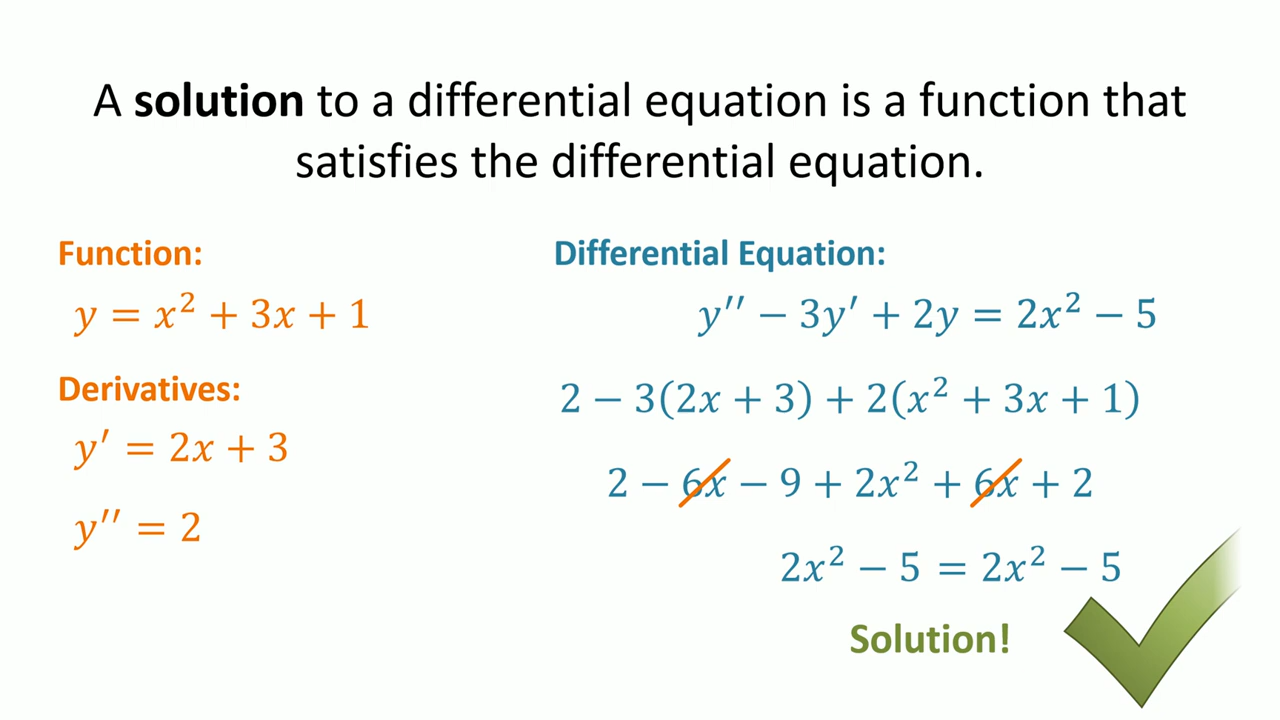 A solution to a differential equation is a function that
satisfies the differential equation.
Function:
y = x² + 3x + 1
Derivatives:
y′ = 2x + 3
y′′ = 2
Differential Equation:
y′′ − 3y′ + 2y = 2x² − 5
2 − 3(2x + 3) + 2(x² + 3x + 1)
2 − 6x − 9 + 2x² + 6x + 2
2x² − 5 = 2x² − 5
Solution!